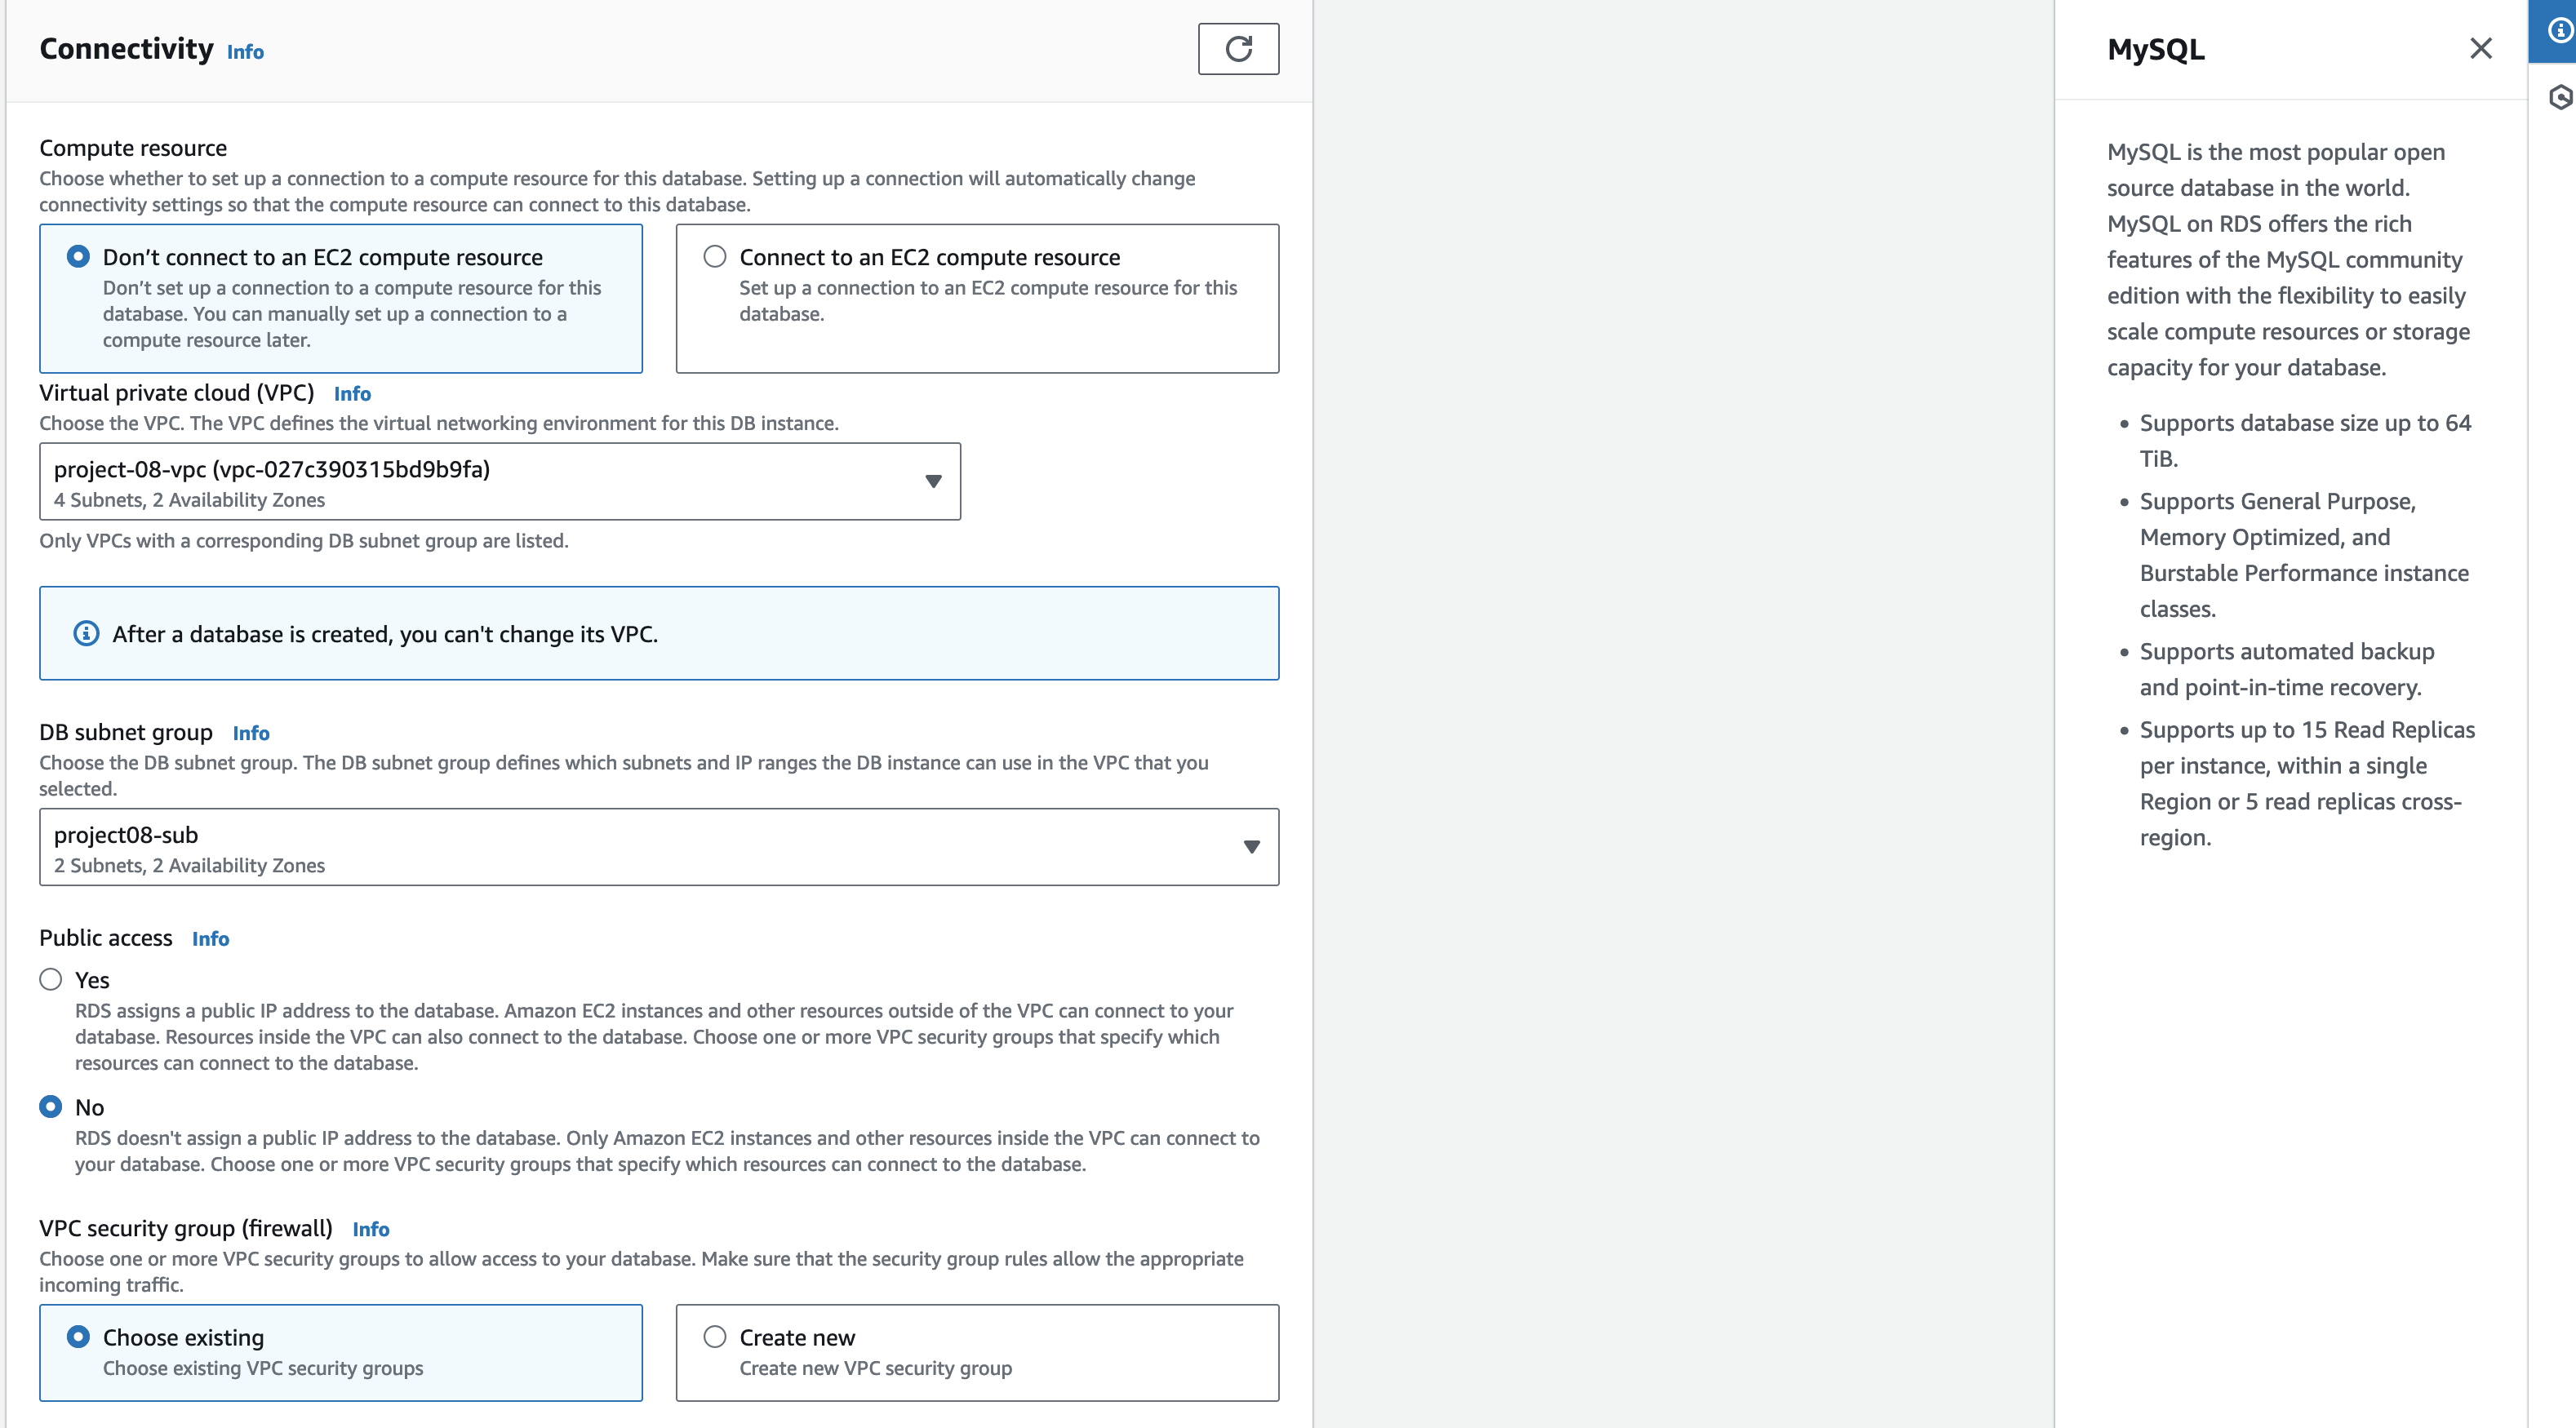 Connectivity Info
Compute resource
Choose whether to set up a connection to a compute resource for this database. Setting up a connection will automatically change
connectivity settings so that the compute resource can connect to this database.
Don’t connect to an EC2 compute resource
Don’t set up a connection to a compute resource for this
database. You can manually set up a connection to a
compute resource later.
Connect to an EC2 compute resource
Set up a connection to an EC2 compute resource for this
database.
Virtual private cloud (VPC) Info
Choose the VPC. The VPC defines the virtual networking environment for this DB instance.
project-08-vpc (vpc-027c390315bd9b9fa)
4 Subnets, 2 Availability Zones
Only VPCs with a corresponding DB subnet group are listed.
After a database is created, you can't change its VPC.
DB subnet group Info
Choose the DB subnet group. The DB subnet group defines which subnets and IP ranges the DB instance can use in the VPC that you
selected.
project08-sub
2 Subnets, 2 Availability Zones
Public access Info
Yes
RDS assigns a public IP address to the database. Amazon EC2 instances and other resources outside of the VPC can connect to your
database. Resources inside the VPC can also connect to the database. Choose one or more VPC security groups that specify which
resources can connect to the database.
No
RDS doesn't assign a public IP address to the database. Only Amazon EC2 instances and other resources inside the VPC can connect to
your database. Choose one or more VPC security groups that specify which resources can connect to the database.
VPC security group (firewall) Info
Choose one or more VPC security groups to allow access to your database. Make sure that the security group rules allow the appropriate
incoming traffic.
Choose existing
Choose existing VPC security groups
Create new
Create new VPC security group
MySQL
MySQL is the most popular open
source database in the world.
MySQL on RDS offers the rich
features of the MySQL community
edition with the flexibility to easily
scale compute resources or storage
capacity for your database.
• Supports database size up to 64
TiB.
• Supports General Purpose,
Memory Optimized, and
Burstable Performance instance
classes.
• Supports automated backup
and point-in-time recovery.
• Supports up to 15 Read Replicas
per instance, within a single
Region or 5 read replicas cross-
region.